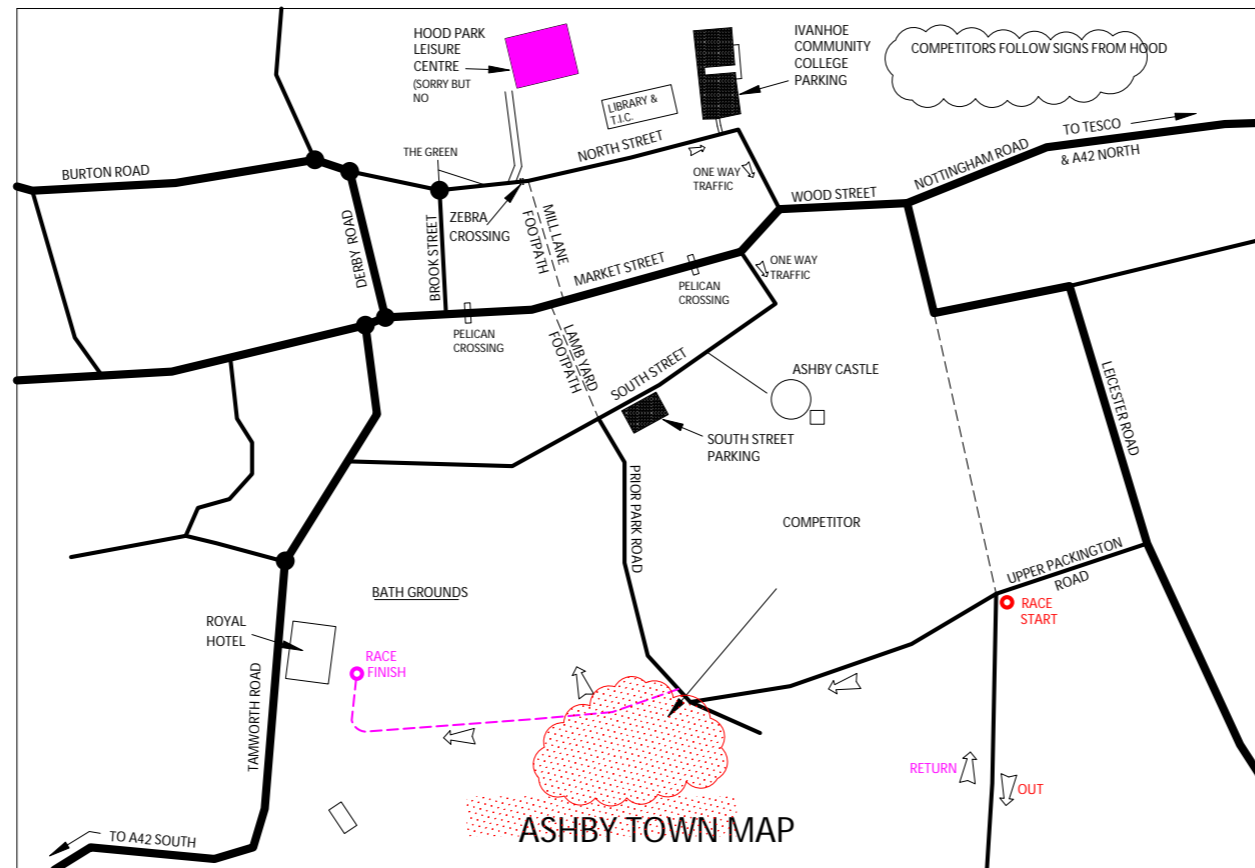 HOOD PARK
LEISURE
CENTRE
(SORRY BUT
NO
IVANHOE
COMMUNITY
COLLEGE
PARKING
COMPETITORS FOLLOW SIGNS FROM HOOD
LIBRARY &
T.I.C.
TO TESCO
& A42 NORTH
NOTTINGHAM ROAD
BURTON ROAD
THE GREEN
NORTH STREET
ONE WAY
TRAFFIC
WOOD STREET
DERBY ROAD
BROOK STREET
ZEBRA
CROSSING
MILL LANE
FOOTPATH
MARKET STREET
ONE WAY
TRAFFIC
PELICAN
CROSSING
PELICAN
CROSSING
LAMB YARD
FOOTPATH
SOUTH STREET
ASHBY CASTLE
LEICESTER ROAD
SOUTH STREET
PARKING
PRIOR PARK ROAD
COMPETITOR
UPPER PACKINGTON
ROAD
BATH GROUNDS
RACE
START
ROYAL
HOTEL
RACE
FINISH
TAMWORTH ROAD
RETURN
OUT
ASHBY TOWN MAP
TO A42 SOUTH